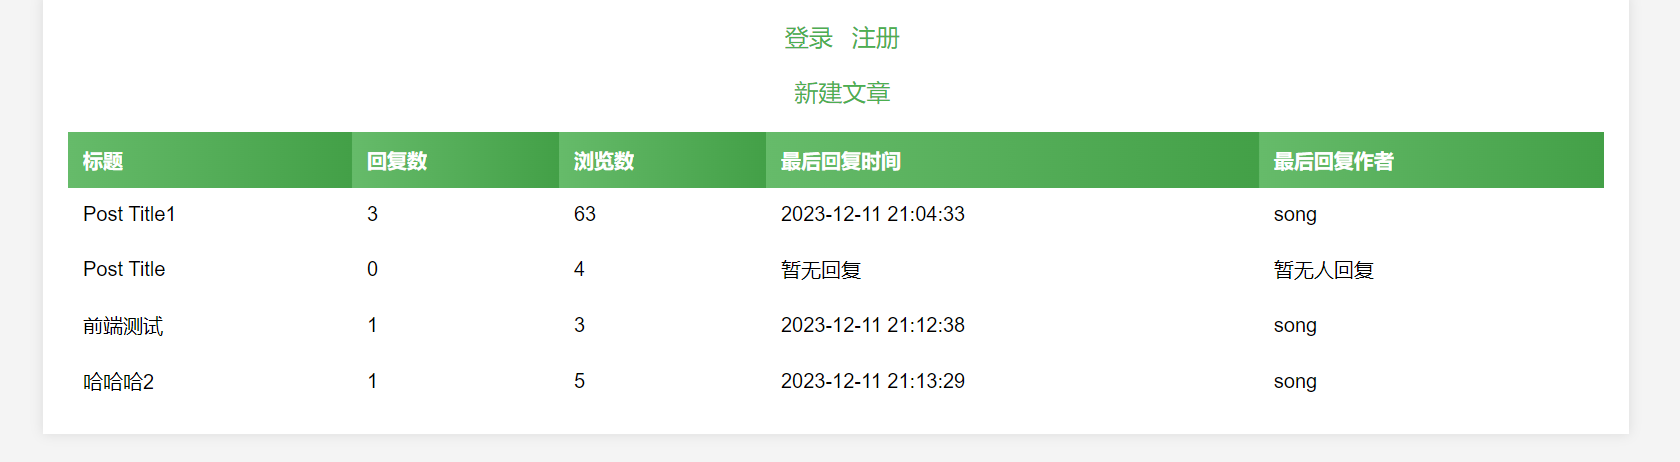 登录 注册
新建文章
标题 回复数 浏览数 最后回复时间 最后回复作者
Post Title1 3 63 2023-12-11 21:04:33 song
Post Title 0 4 暂无回复 暂无人回复
前端测试 1 3 2023-12-11 21:12:38 song
哈哈哈2 1 5 2023-12-11 21:13:29 song